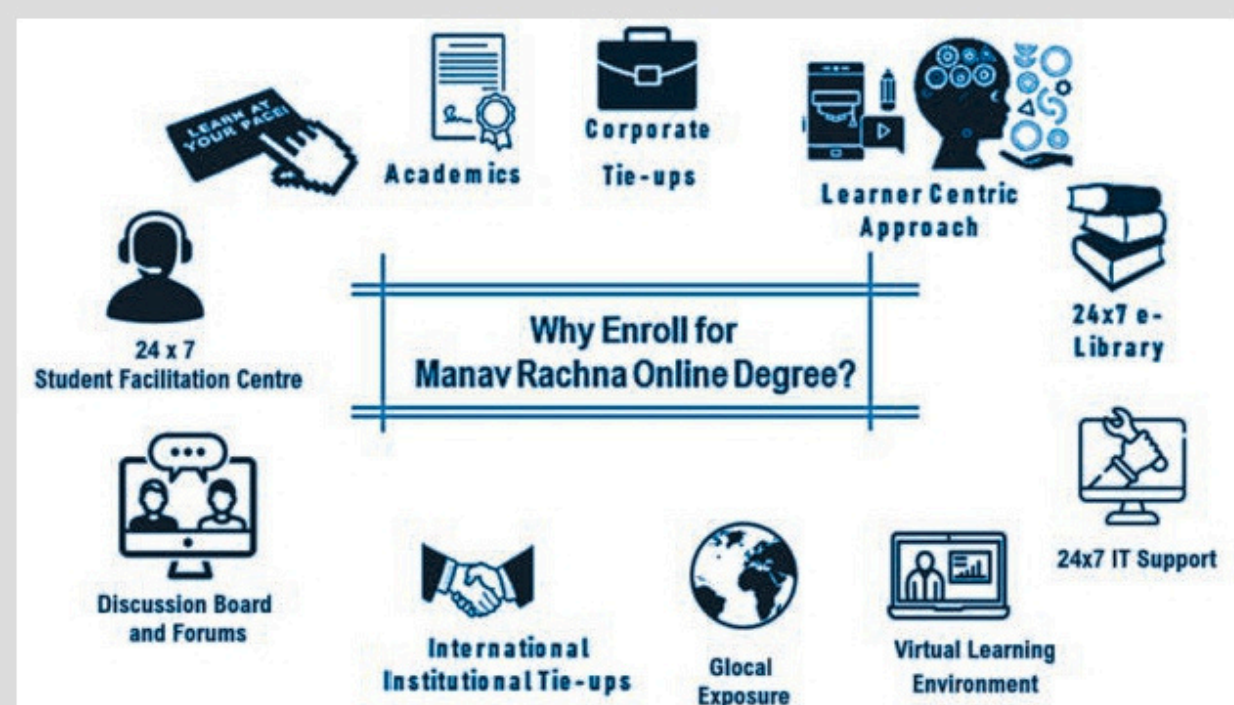 LEARN AT
YOUR PACE!
Academics
Corporate
Tie-ups
Learner Centric
Approach
24x7 e-
Library
24 x 7
Student Facilitation Centre
Why Enroll for
Manav Rachna Online Degree?
24x7 IT Support
Discussion Board
and Forums
International
Institutional Tie-ups
Glocal
Exposure
Virtual Learning
Environment